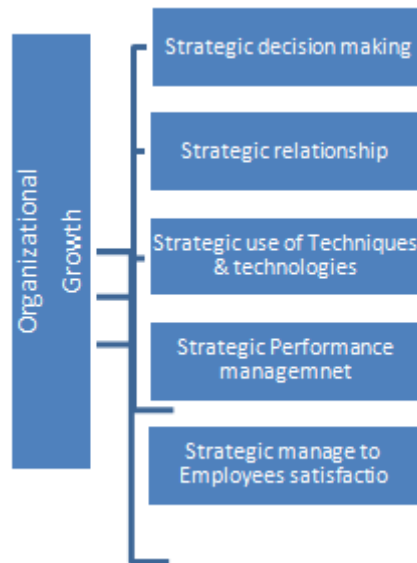 Organizational
Growth
Strategic decision making
Strategic relationship
Strategic use of Techniques
& technologies
Strategic Performance
managemnet
Strategic manage to
Employees satisfactio